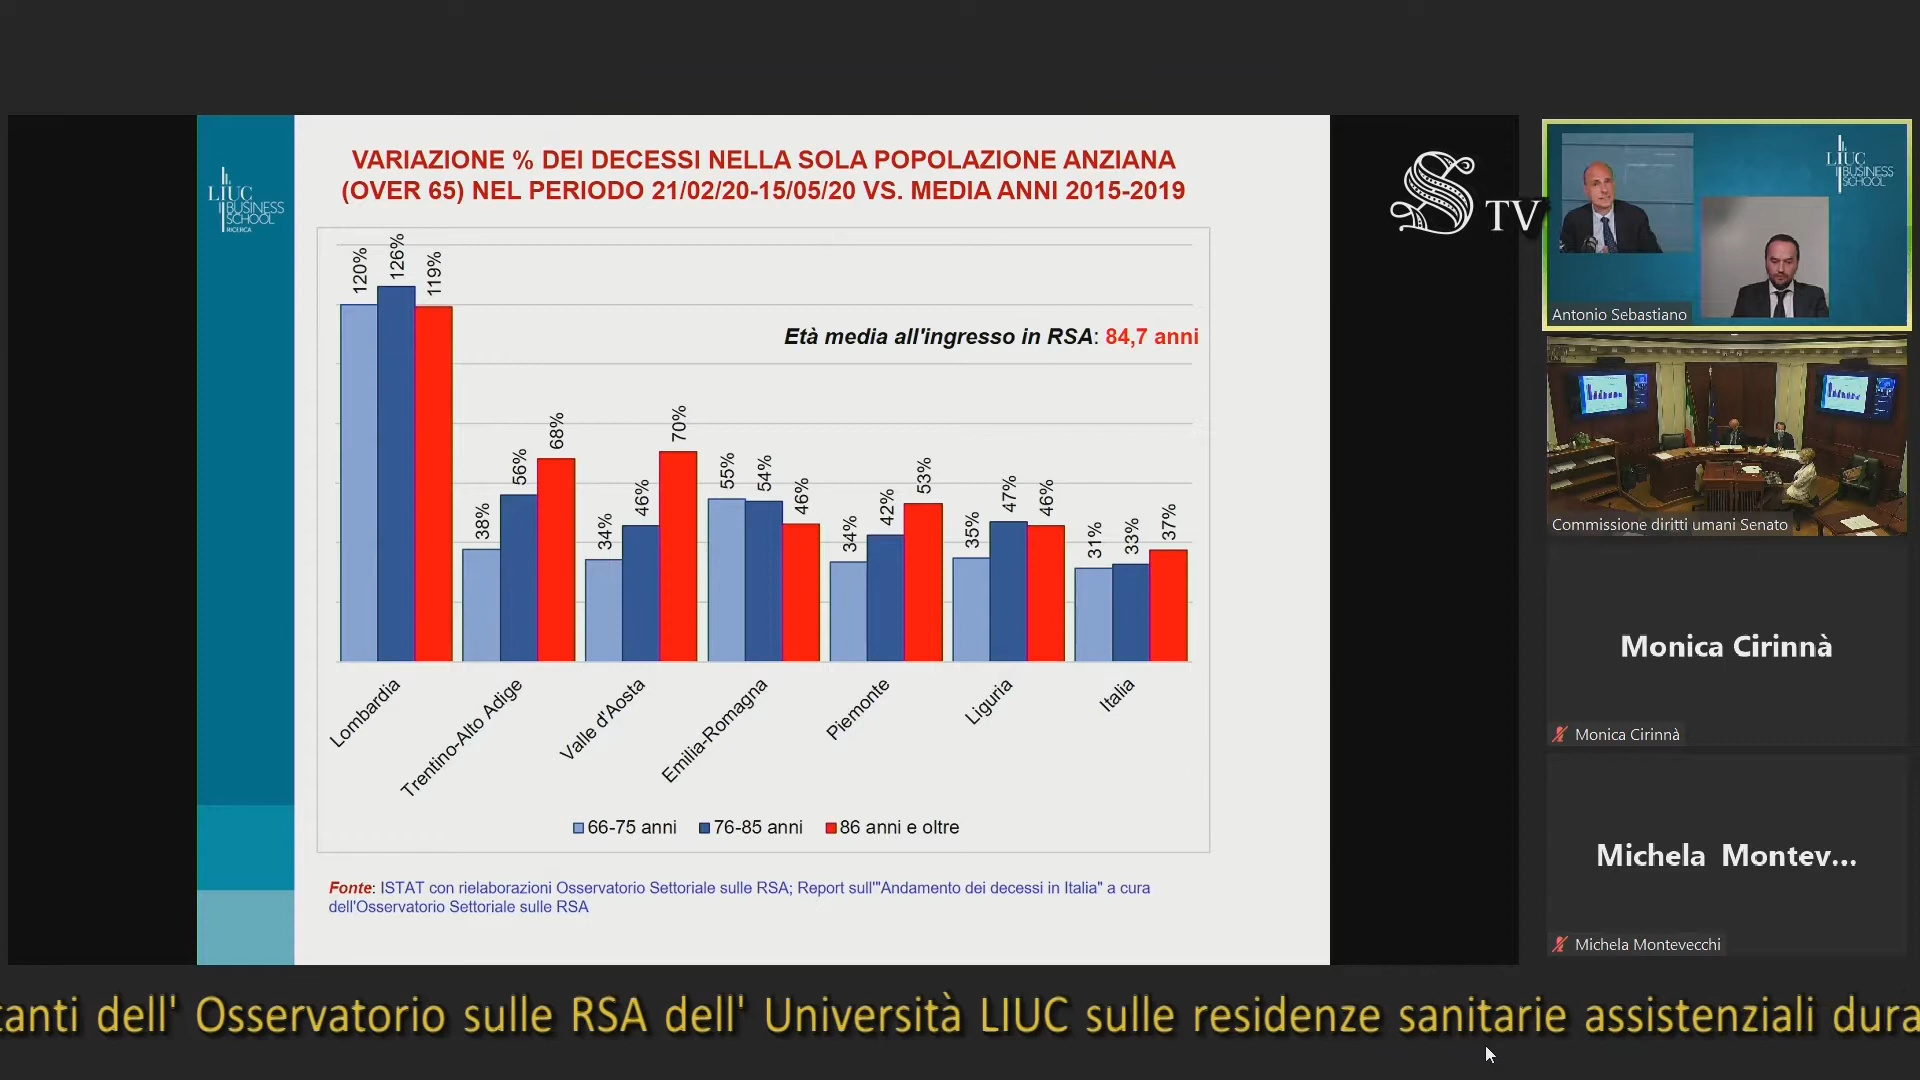 LIUC
BUSINESS
SCHOOL
RICERCA
VARIAZIONE % DEI DECESSI NELLA SOLA POPOLAZIONE ANZIANA
(OVER 65) NEL PERIODO 21/02/20-15/05/20 VS. MEDIA ANNI 2015-2019
120% 126% 119%
38% 56% 68%
34% 46% 70%
55% 54% 46%
34% 42% 53%
35% 47% 46%
31% 33% 37%
Età media all'ingresso in RSA: 84,7 anni
Lombardia
Trentino-Alto Adige
Valle d'Aosta
Emilia-Romagna
Piemonte
Liguria
Italia
66-75 anni 76-85 anni 86 anni e oltre
Fonte: ISTAT con rielaborazioni Osservatorio Settoriale sulle RSA; Report sull'"Andamento dei decessi in Italia" a cura
dell'Osservatorio Settoriale sulle RSA
S TV
LIUC
BUSINESS
SCHOOL
Antonio Sebastiano
Commissione diritti umani Senato
Monica Cirinnà
Monica Cirinnà
Michela Montev...
Michela Montevecchi
tanti dell' Osservatorio sulle RSA dell' Università LIUC sulle residenze sanitarie assistenziali dura